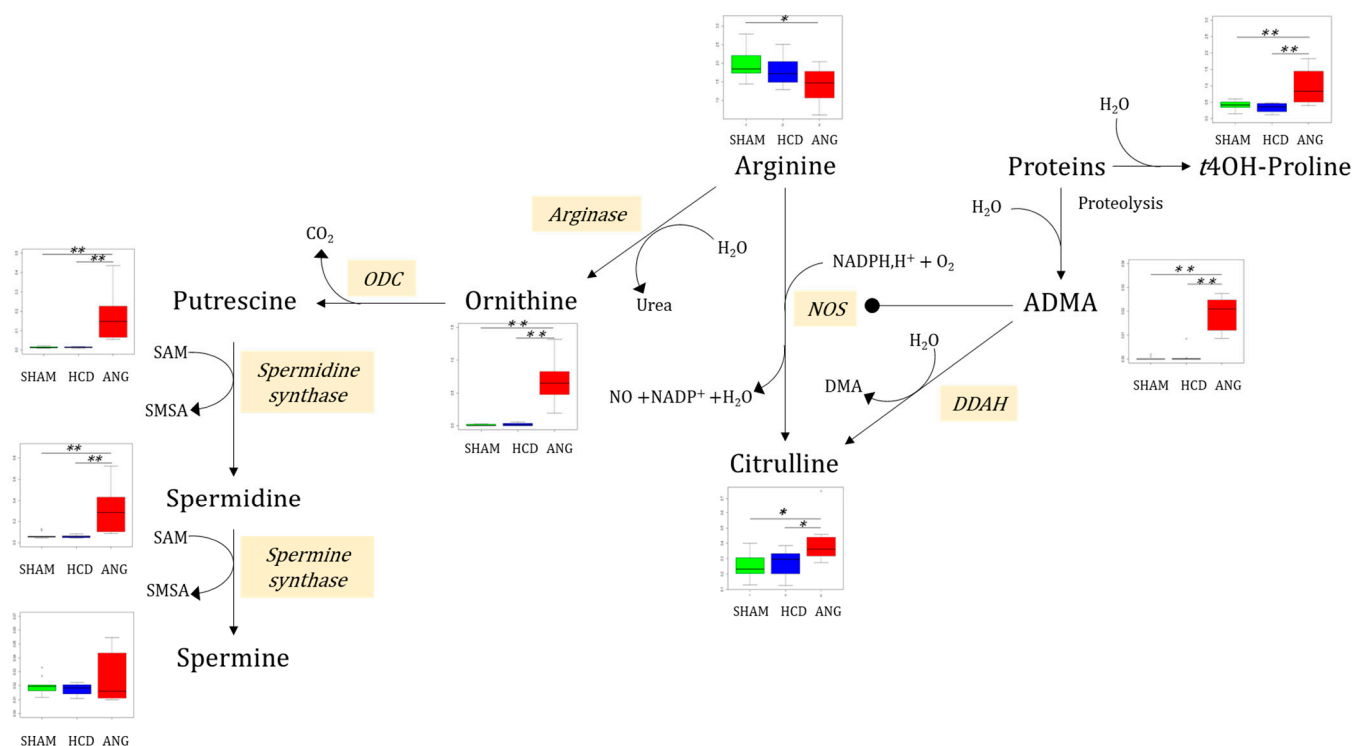 *
SHAM HCD ANG
Arginine
**
**
SHAM HCD ANG
H₂O
Proteins
t4OH-Proline
Proteolysis
H₂O
Arginase
H₂O
Urea
NADPH,H⁺ + O₂
NOS
NO +NADP⁺ +H₂O
ADMA
**
**
SHAM HCD ANG
H₂O
DMA
DDAH
CO₂
ODC
Ornithine
**
**
SHAM HCD ANG
**
**
SHAM HCD ANG
Putrescine
SAM
SMSA
Spermidine
synthase
Citrulline
*
*
SHAM HCD ANG
**
**
SHAM HCD ANG
Spermidine
SAM
SMSA
Spermine
synthase
Spermine
SHAM HCD ANG